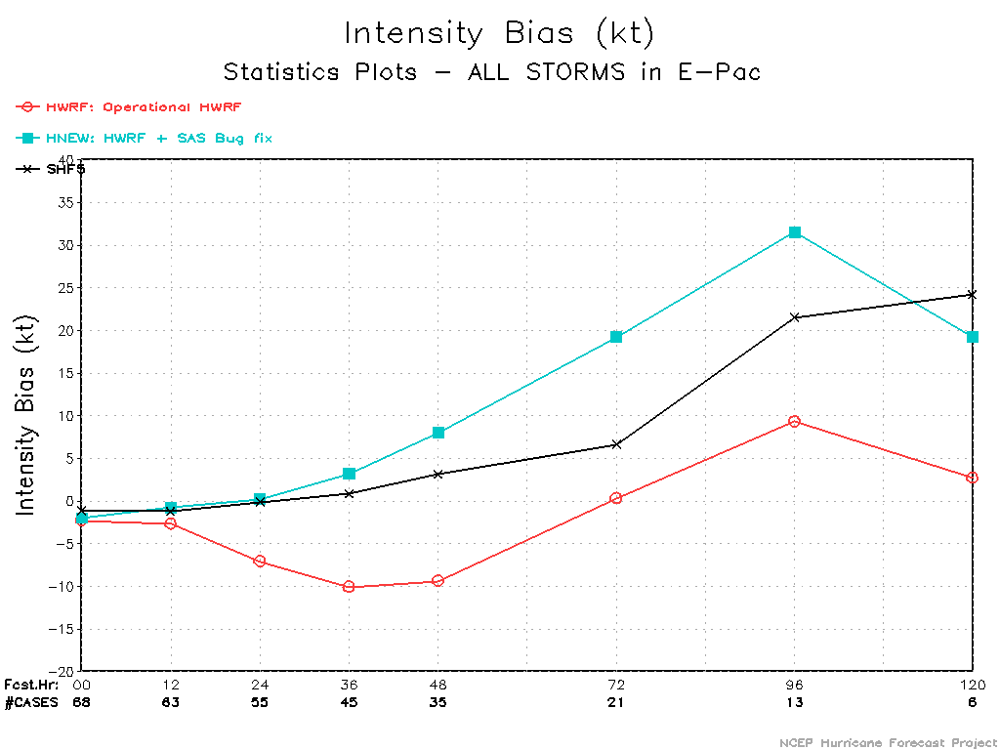 Intensity Bias (kt)
Statistics Plots - ALL STORMS in E-Pac
HWRF: Operational HWRF
HNEW: HWRF + SAS Bug fix
SHF5
40
35
30
25
20
15
10
5
0
-5
-10
-15
-20
Intensity Bias (kt)
Fcst.Hr: 00 12 24 36 48 72 96 120
#CASES 68 63 55 45 35 21 13 6
NCEP Hurricane Forecast Project